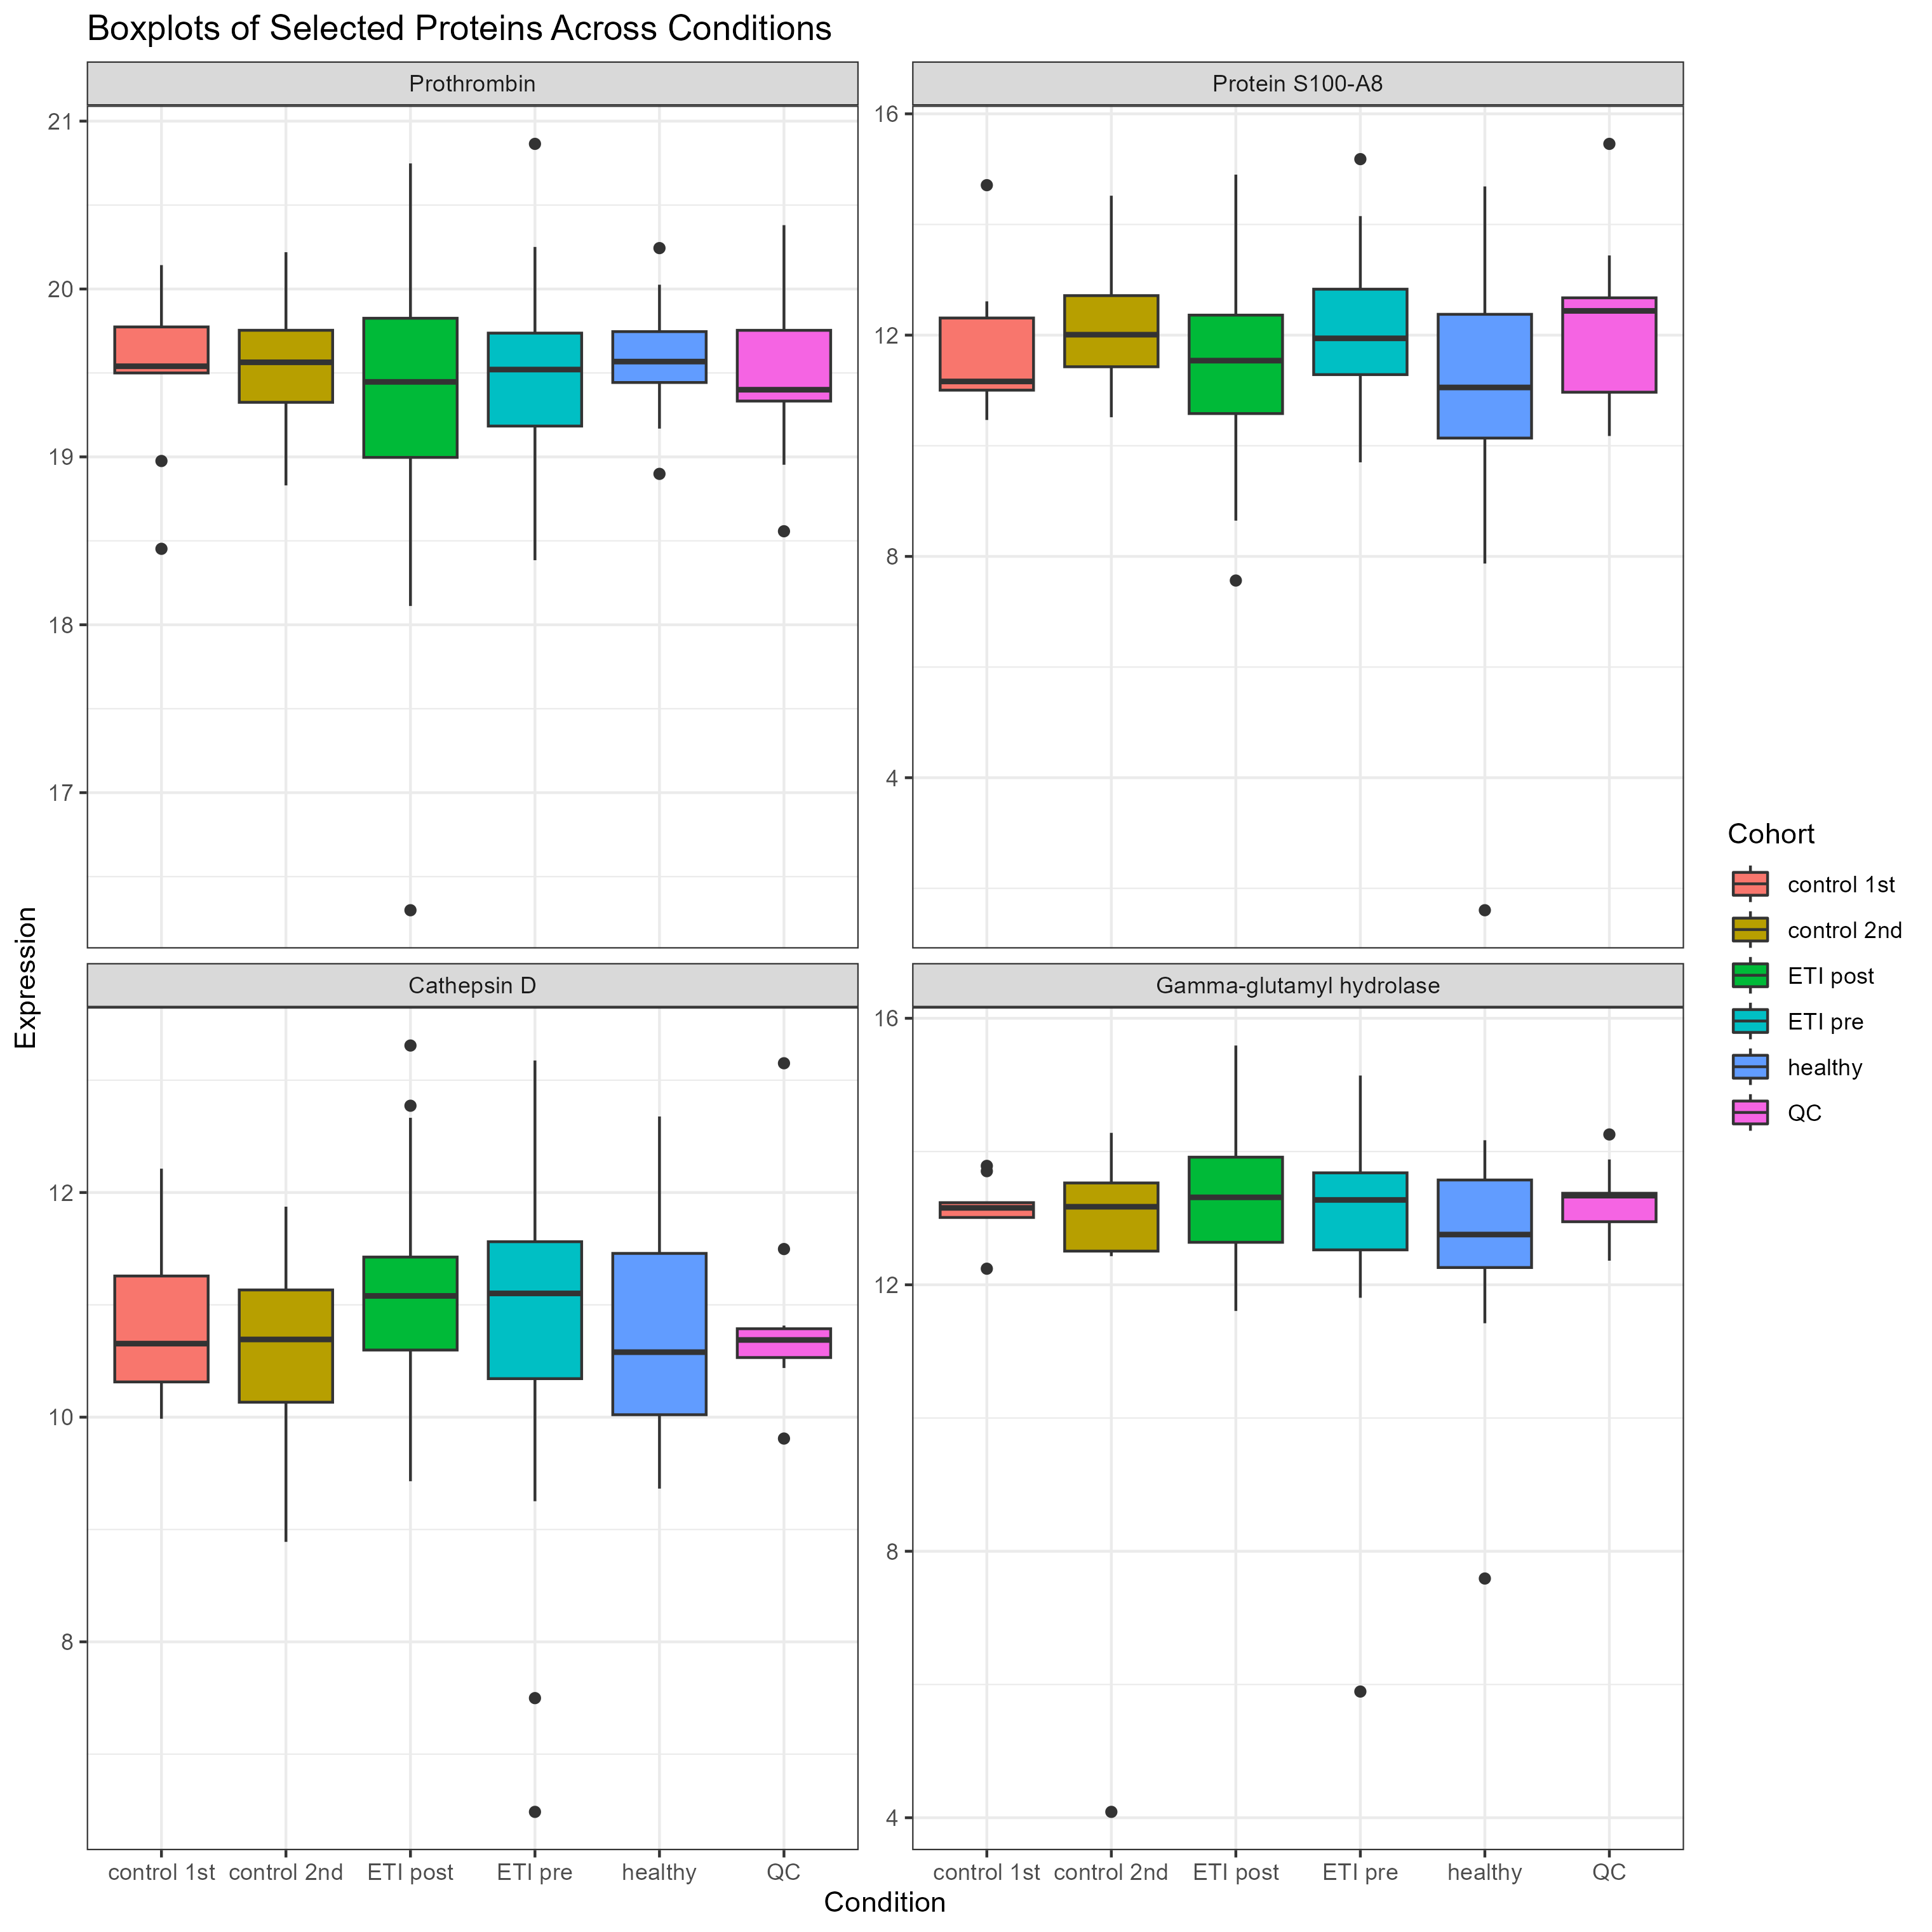 Boxplots of Selected Proteins Across Conditions
Prothrombin
21
20
19
18
17
Protein S100-A8
16
12
8
4
Cathepsin D
12
10
8
control 1st control 2nd ETI post ETI pre healthy QC
Gamma-glutamyl hydrolase
16
12
8
4
control 1st control 2nd ETI post ETI pre healthy QC
Expression
Condition
Cohort
control 1st
control 2nd
ETI post
ETI pre
healthy
QC